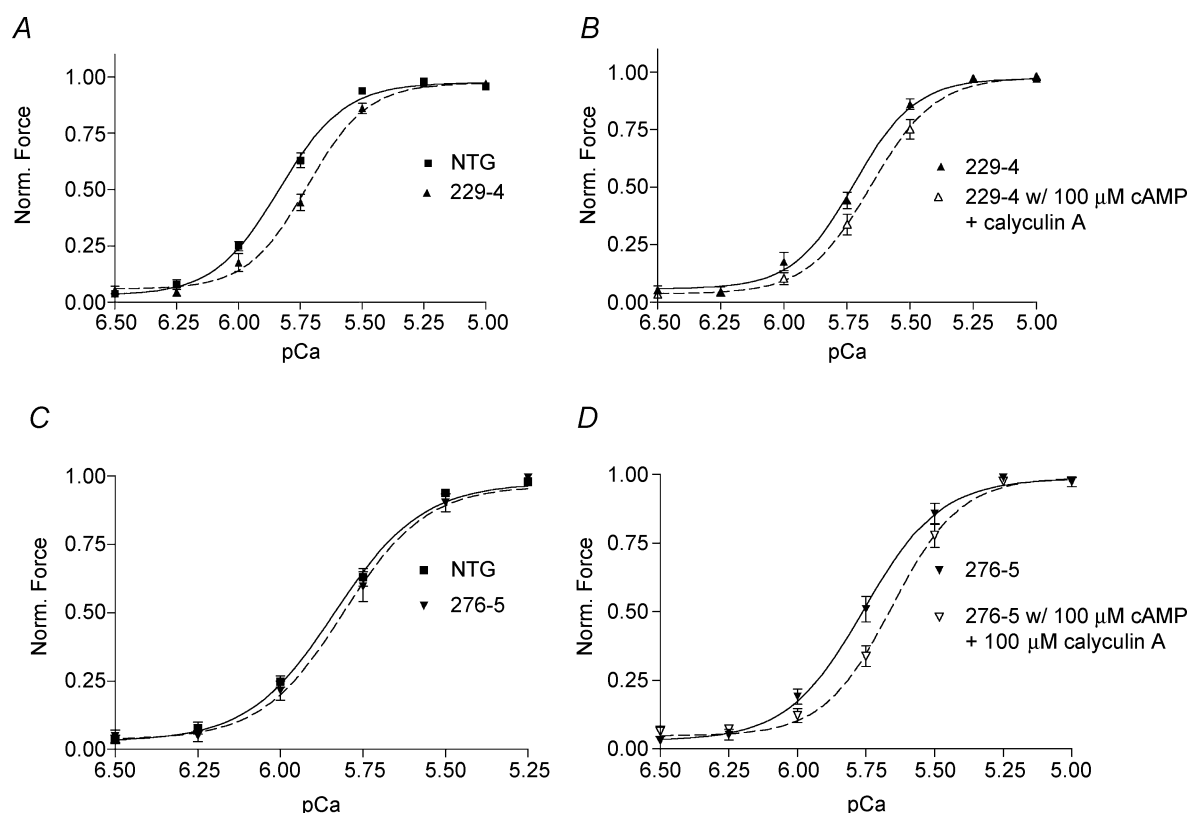 A
Norm. Force
1.00
0.75
0.50
0.25
0.00
6.50 6.25 6.00 5.75 5.50 5.25 5.00
pCa
NTG
229-4
B
Norm. Force
1.00
0.75
0.50
0.25
0.00
6.50 6.25 6.00 5.75 5.50 5.25 5.00
pCa
229-4
229-4 w/ 100 μM cAMP
+ calyculin A
C
Norm. Force
1.00
0.75
0.50
0.25
0.00
6.50 6.25 6.00 5.75 5.50 5.25
pCa
NTG
276-5
D
Norm. Force
1.00
0.75
0.50
0.25
0.00
6.50 6.25 6.00 5.75 5.50 5.25 5.00
pCa
276-5
276-5 w/ 100 μM cAMP
+ 100 μM calyculin A